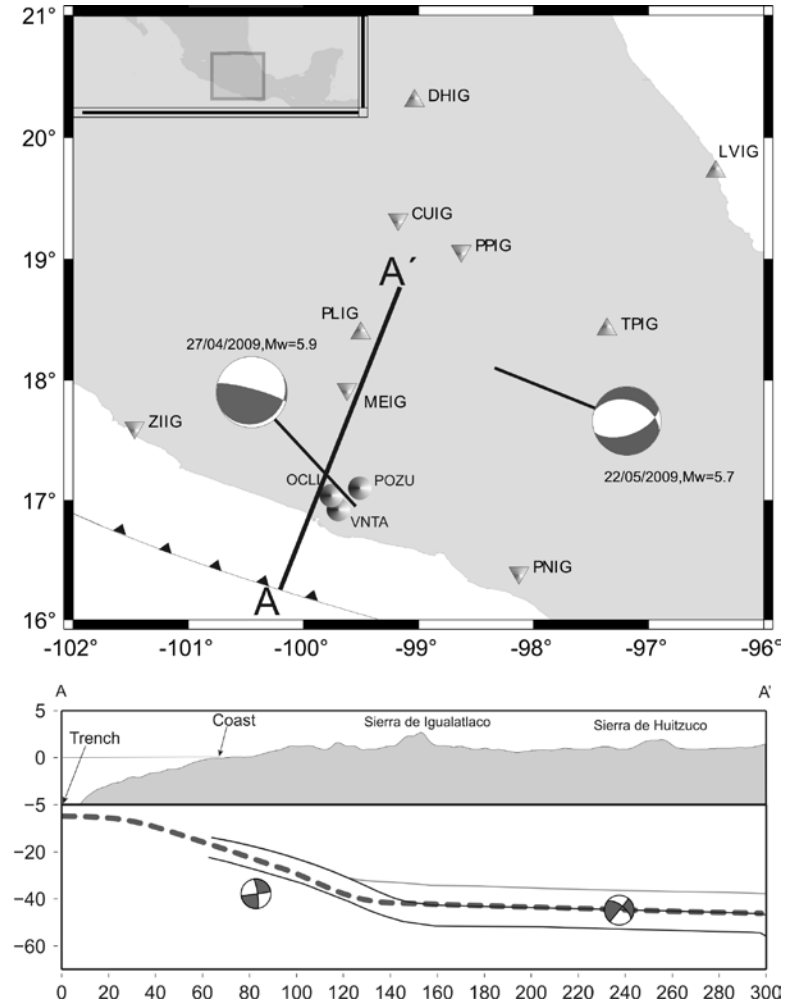 21°
20°
19°
18°
17°
16°
-102°
-101°
-100°
-99°
-98°
-97°
-96°
DHIG
LVIG
CUIG
PPIG
A´
PLIG
TPIG
27/04/2009,Mw=5.9
MEIG
ZIIG
22/05/2009,Mw=5.7
POZU
VNTA
PNIG
A
A
A'
5
0
-5
-20
-40
-60
Trench
Coast
Sierra de Igualatlaco
Sierra de Huitzuco
0 20 40 60 80 100 120 140 160 180 200 220 240 260 280 300